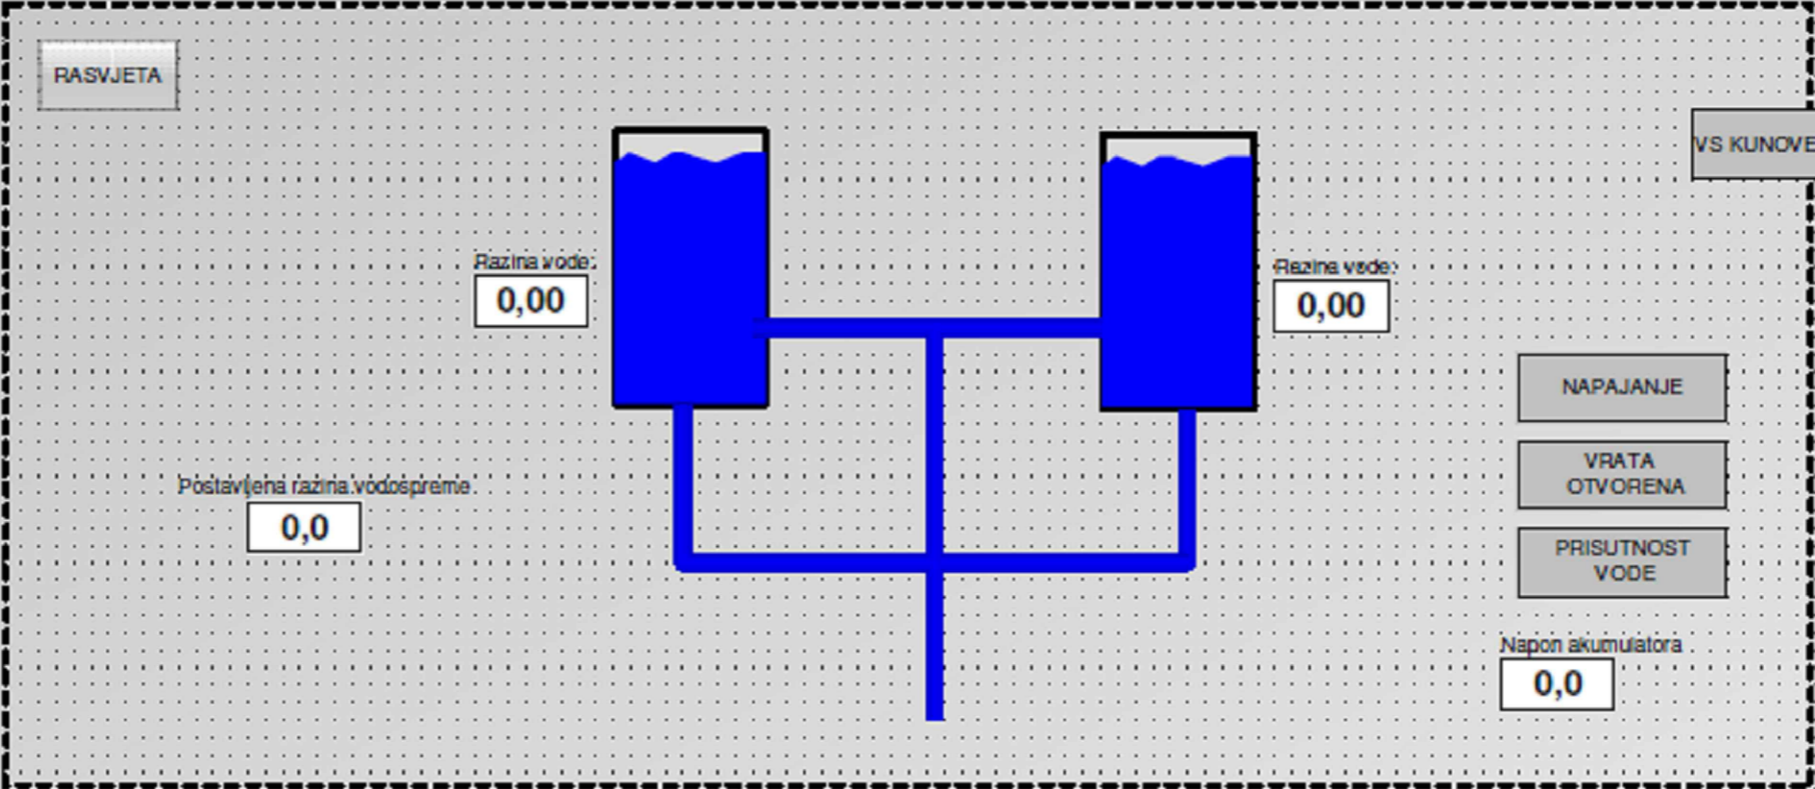 RASVJETA
VS KUNOVE
Razina vode:
0,00
Razina vode:
0,00
NAPAJANJE
VRATA
OTVORENA
Postavljena razina vodospreme
0,0
PRISUTNOST
VODE
Napon akumulatora
0,0